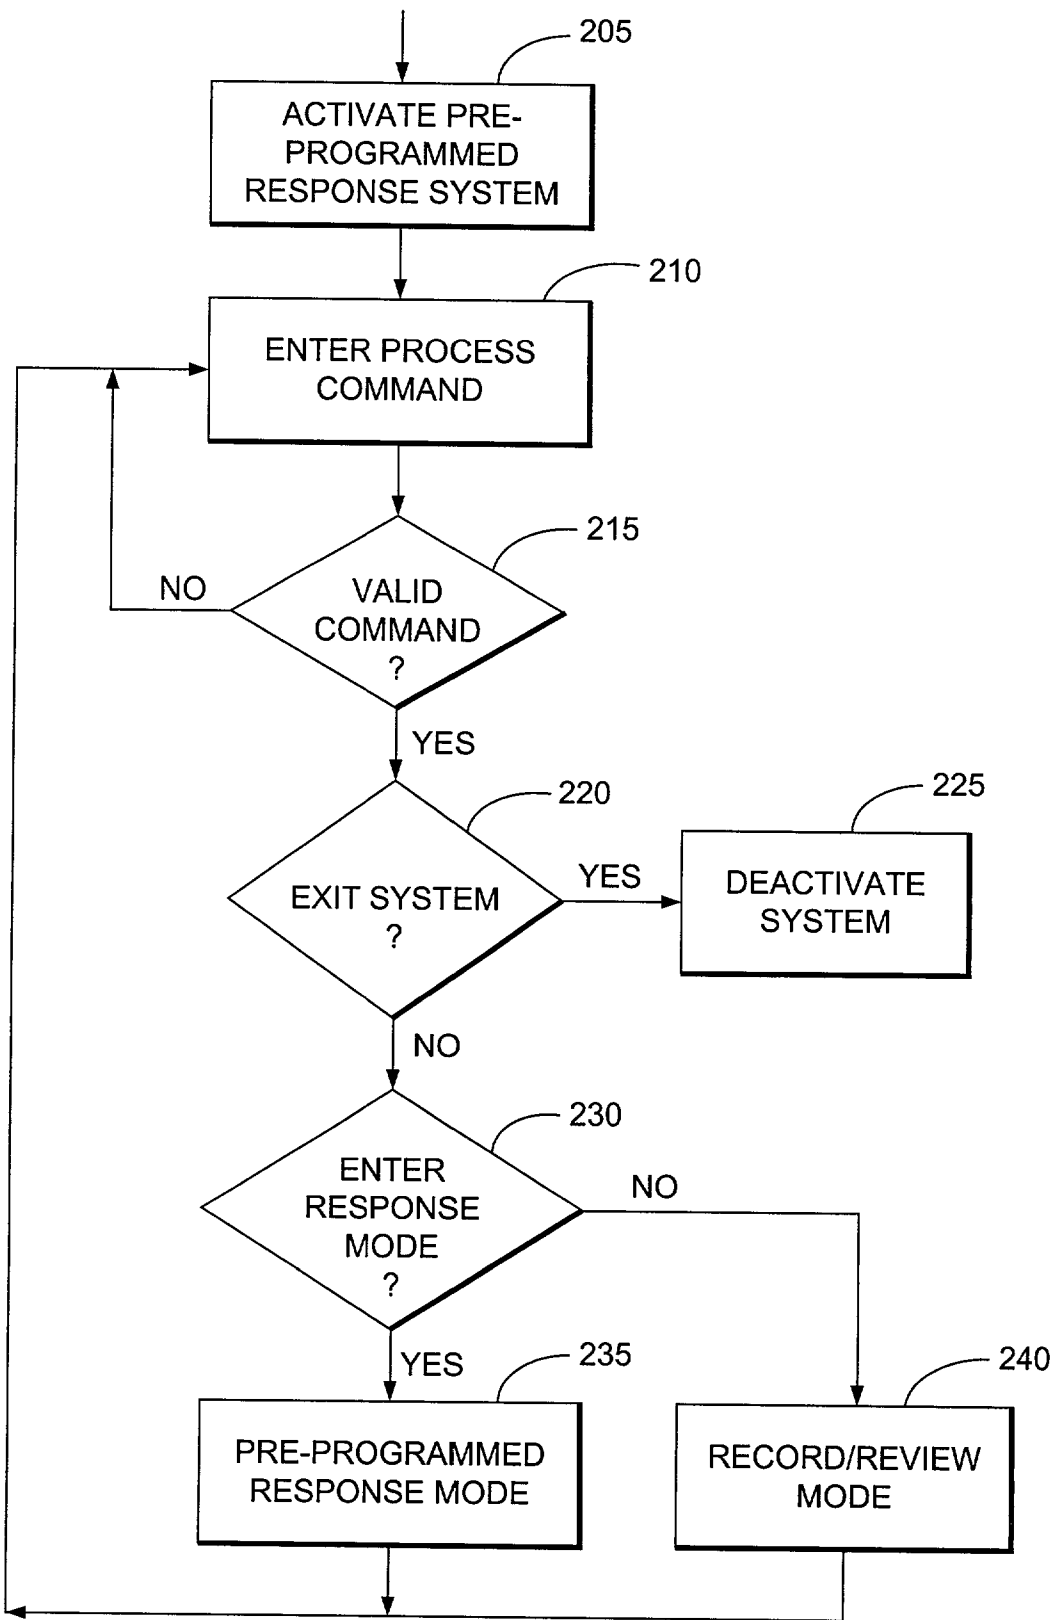 205
ACTIVATE PRE-
PROGRAMMED
RESPONSE SYSTEM
210
ENTER PROCESS
COMMAND
215
VALID
COMMAND
?
NO
YES
220
EXIT SYSTEM
?
YES
225
DEACTIVATE
SYSTEM
NO
230
ENTER
RESPONSE
MODE
?
NO
YES
235
PRE-PROGRAMMED
RESPONSE MODE
240
RECORD/REVIEW
MODE